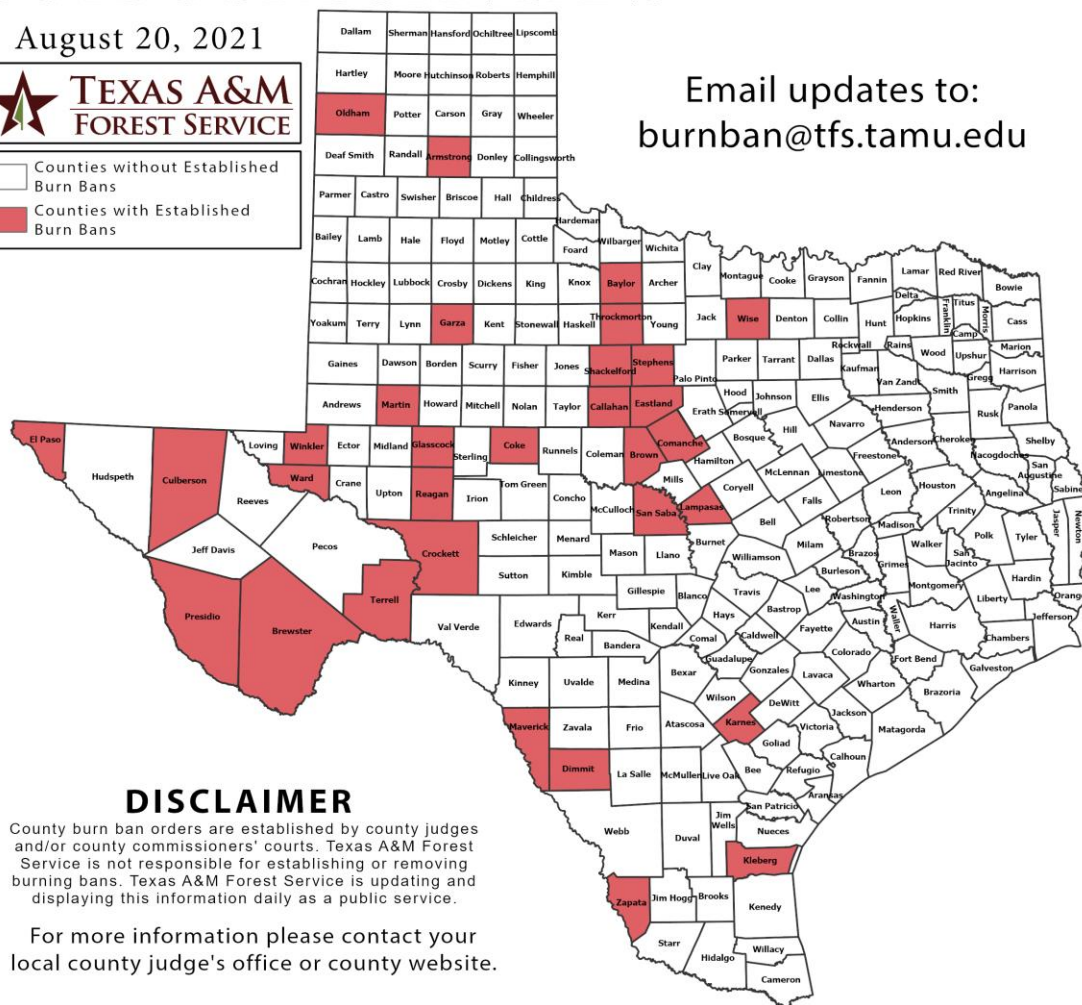 August 20, 2021
TEXAS A&M
FOREST SERVICE
Counties without Established
Burn Bans
Counties with Established
Burn Bans
Email updates to:
burnban@tfs.tamu.edu
Dallam Sherman Hansford Ochiltree Lipscomb
Hartley Moore Hutchinson Roberts Hemphill
Oldham Potter Carson Gray Wheeler
Deaf Smith Randall Armstrong Donley Collingsworth
Parmer Castro Swisher Briscoe Hall Childress
Hardeman
Bailey Lamb Hale Floyd Motley Cottle Foard Wilbarger Wichita
Clay Montague Cooke Grayson Fannin Lamar Red River Bowie
Cochran Hockley Lubbock Crosby Dickens King Knox Baylor Archer
Delta Titus Franklin Morris
Yoakum Terry Lynn Garza Kent Stonewall Haskell Throckmorton Young Jack Wise Denton Collin Hunt Hopkins Camp Cass
Rockwall Rains Marion
Gaines Dawson Borden Scurry Fisher Jones Shackelford Stephens Palo Pinto Parker Tarrant Dallas Kaufman Van Zandt Wood Upshur Gregg Harrison
Andrews Martin Howard Mitchell Nolan Taylor Callahan Eastland Erath Hood Somervell Johnson Ellis Henderson Smith Rusk Panola
El Paso Hudspeth Culberson Loving Winkler Ector Midland Glasscock Sterling Coke Runnels Coleman Brown Comanche Hamilton Bosque Hill Navarro Anderson Cherokee Nacogdoches Shelby
Reeves Ward Crane Upton Reagan Irion Tom Green Concho McCulloch San Saba Mills Lampasas Coryell McLennan Limestone Freestone Leon Houston Angelina San Augustine Sabine
Jeff Davis Pecos Crockett Schleicher Menard Mason Llano Burnet Bell Falls Robertson Madison Trinity Polk Tyler Jasper Newton
Presidio Brewster Terrell Sutton Kimble Gillespie Blanco Williamson Milam Brazos Burleson Grimes Walker San Jacinto Hardin
Val Verde Edwards Kerr Kendall Hays Travis Bastrop Lee Washington Montgomery Liberty Orange
Real Bandera Comal Caldwell Fayette Austin Waller Harris Chambers Jefferson
Kinney Uvalde Medina Bexar Guadalupe Gonzales Lavaca Colorado Fort Bend Galveston
Maverick Zavala Frio Atascosa Wilson Karnes DeWitt Victoria Jackson Wharton Brazoria Matagorda
Dimmit La Salle McMullen Live Oak Bee Goliad Refugio Calhoun
Aransas
Webb Duval Jim Wells San Patricio Nueces
Kleberg
Zapata Jim Hogg Brooks Kenedy
Starr Hidalgo Willacy
Cameron
DISCLAIMER
County burn ban orders are established by county judges
and/or county commissioners' courts. Texas A&M Forest
Service is not responsible for establishing or removing
burning bans. Texas A&M Forest Service is updating and
displaying this information daily as a public service.
For more information please contact your
local county judge's office or county website.